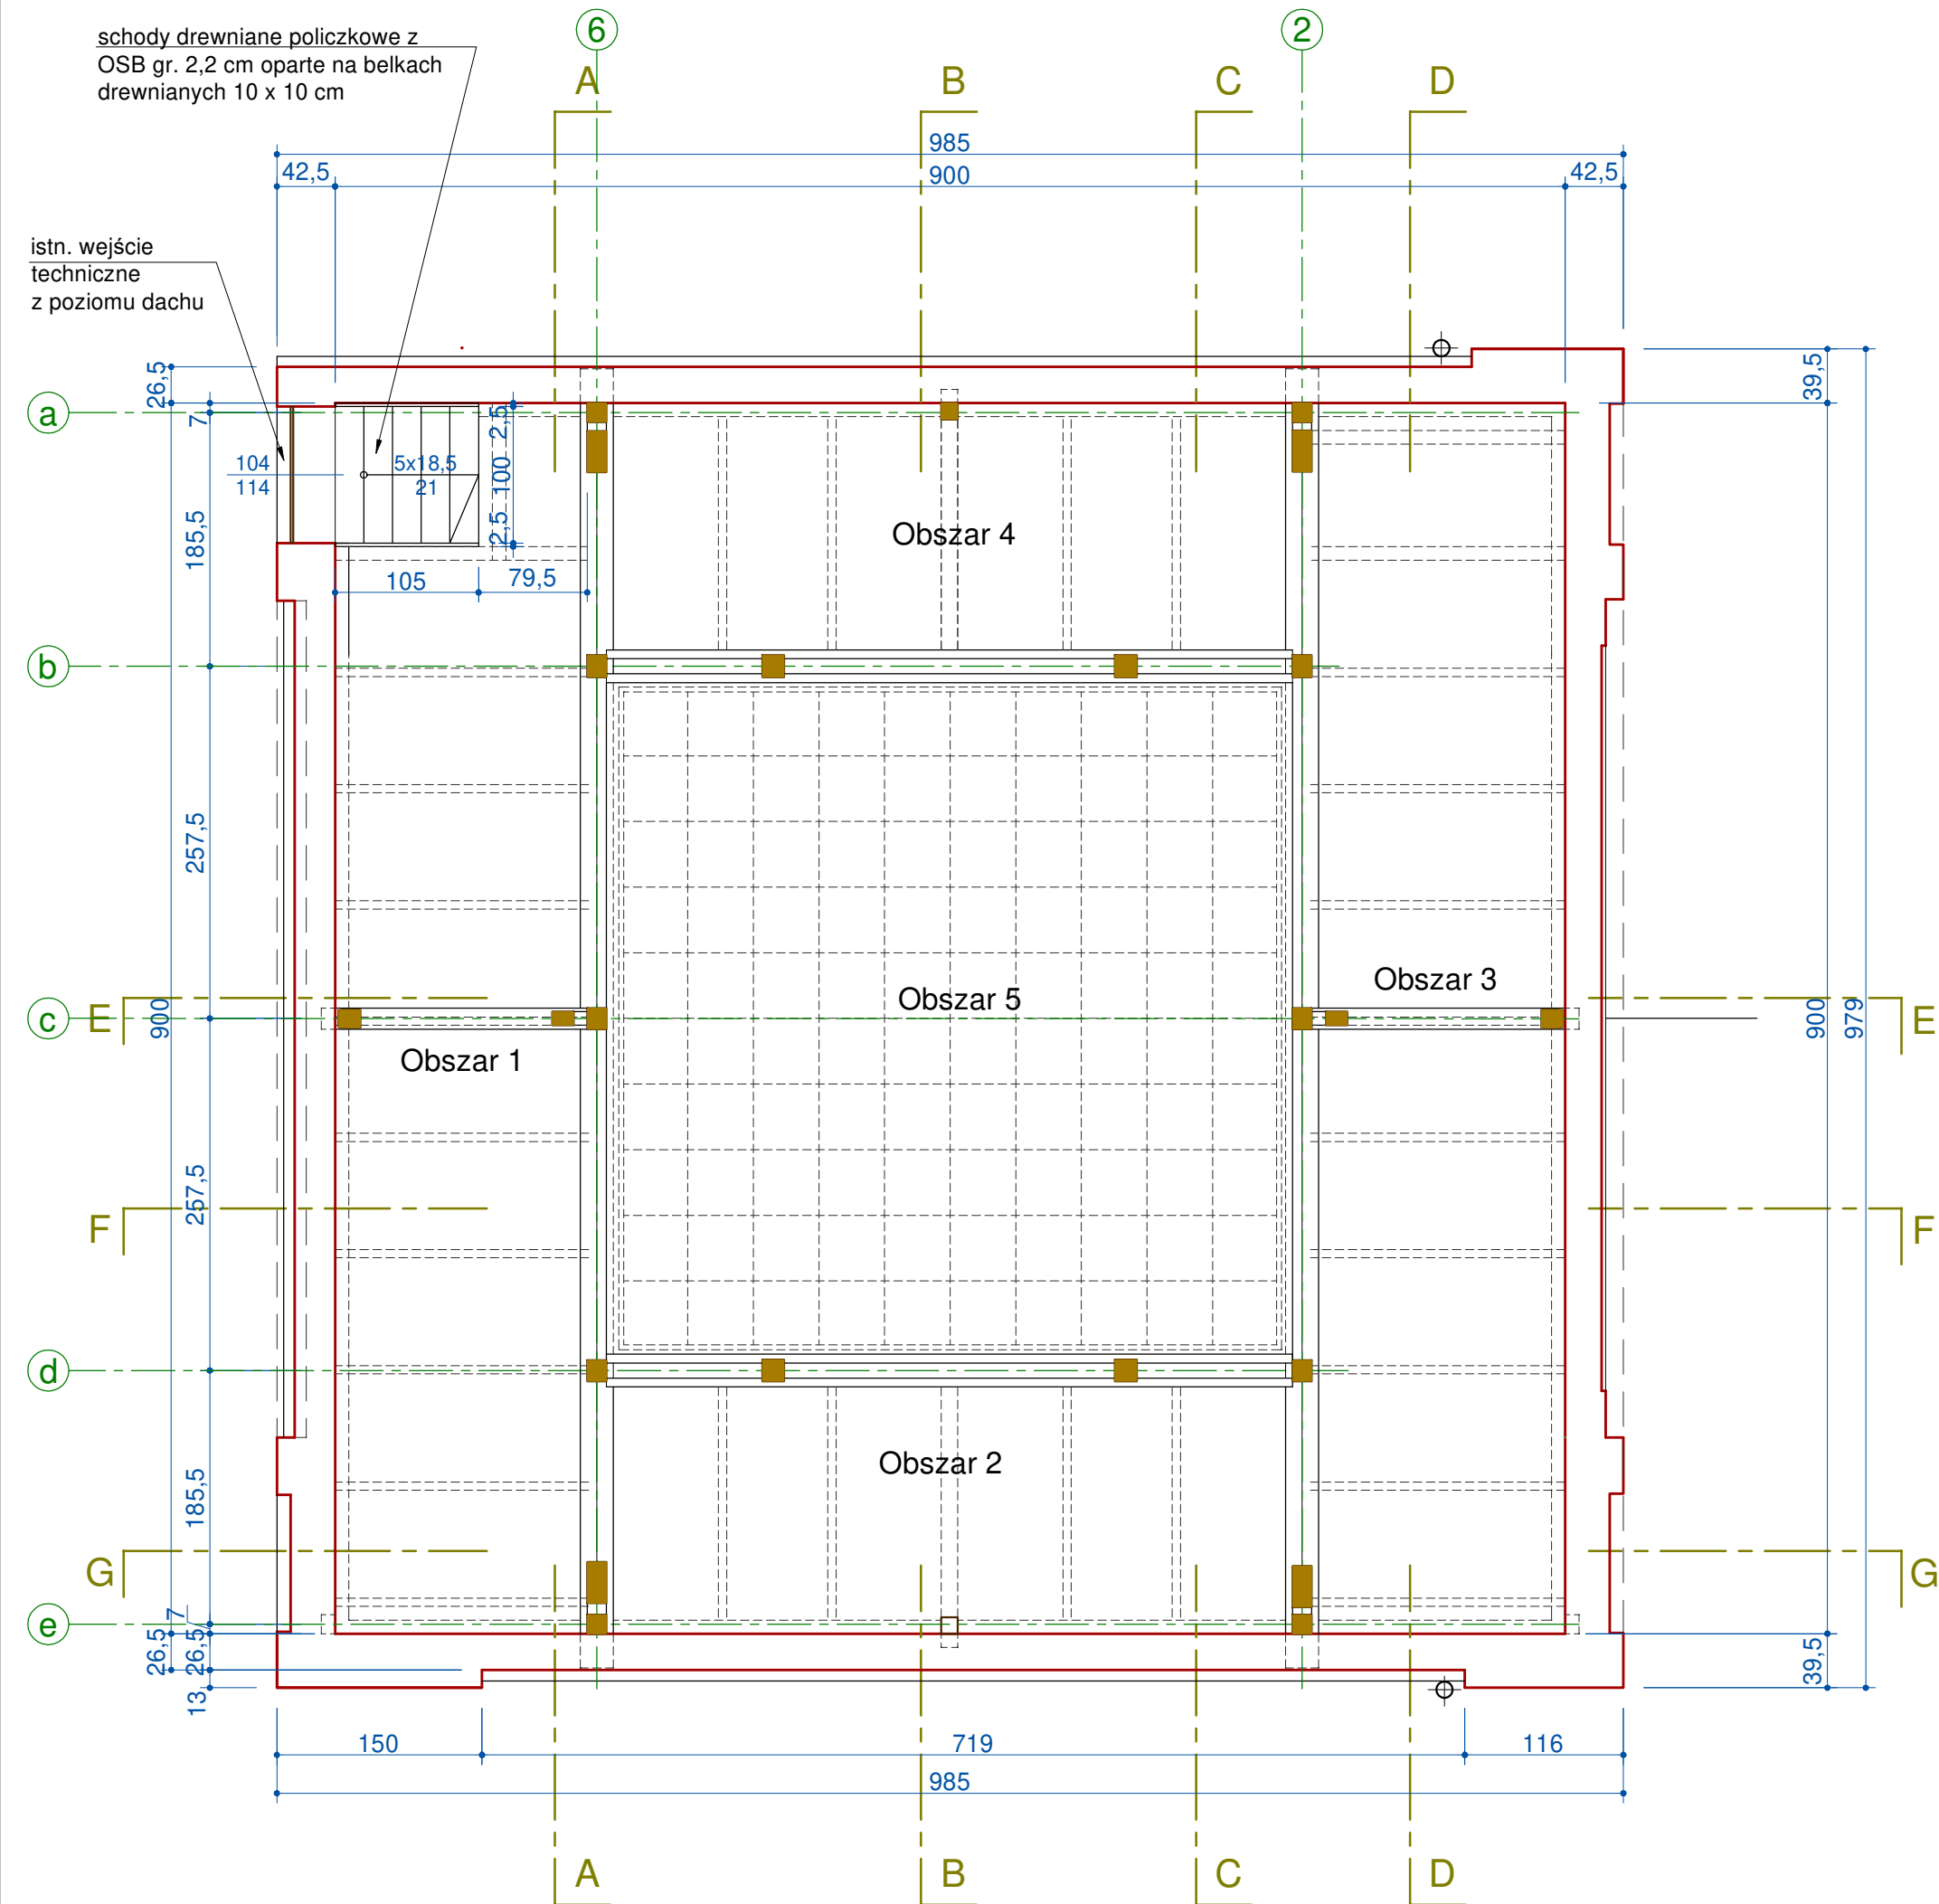 schody drewniane policzkowe z
OSB gr. 2,2 cm oparte na belkach
drewnianych 10 x 10 cm
6
2
A
B
C
D
985
42,5
900
42,5
istn. wejście
techniczne
z poziomu dachu
26,5
39,5
a
7
2,5
104
114
5x18,5
21
100
185,5
2,5
Obszar 4
105
79,5
b
257,5
Obszar 3
Obszar 5
E
c
900
900
979
E
Obszar 1
257,5
F
F
d
Obszar 2
185,5
G
G
7
e
26,5
26,5
39,5
13
150
719
116
985
A
B
C
D